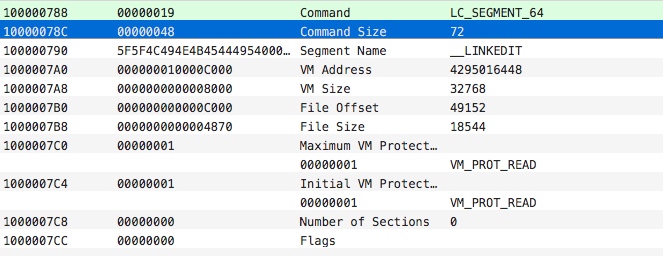 100000788 00000019 Command LC_SEGMENT_64
10000078C 00000048 Command Size 72
100000790 5F5F4C494E4B45444954000… Segment Name __LINKEDIT
1000007A0 000000010000C000 VM Address 4295016448
1000007A8 0000000000008000 VM Size 32768
1000007B0 000000000000C000 File Offset 49152
1000007B8 0000000000004870 File Size 18544
1000007C0 00000001 Maximum VM Protect…
00000001 VM_PROT_READ
1000007C4 00000001 Initial VM Protect…
00000001 VM_PROT_READ
1000007C8 00000000 Number of Sections 0
1000007CC 00000000 Flags